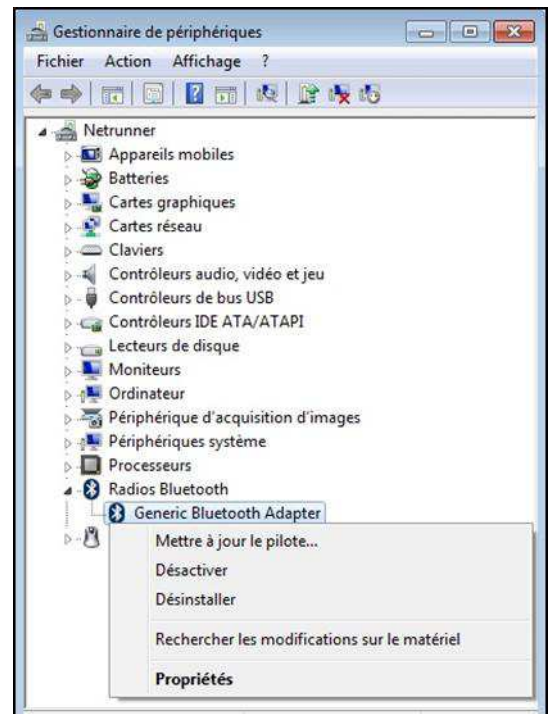 Gestionnaire de périphériques
Fichier Action Affichage ?
Netrunner
Appareils mobiles
Batteries
Cartes graphiques
Cartes réseau
Claviers
Contrôleurs audio, vidéo et jeu
Contrôleurs de bus USB
Contrôleurs IDE ATA/ATAPI
Lecteurs de disque
Moniteurs
Ordinateur
Périphérique d'acquisition d'images
Périphériques système
Processeurs
Radios Bluetooth
Generic Bluetooth Adapter
Mettre à jour le pilote...
Désactiver
Désinstaller
Rechercher les modifications sur le matériel
Propriétés